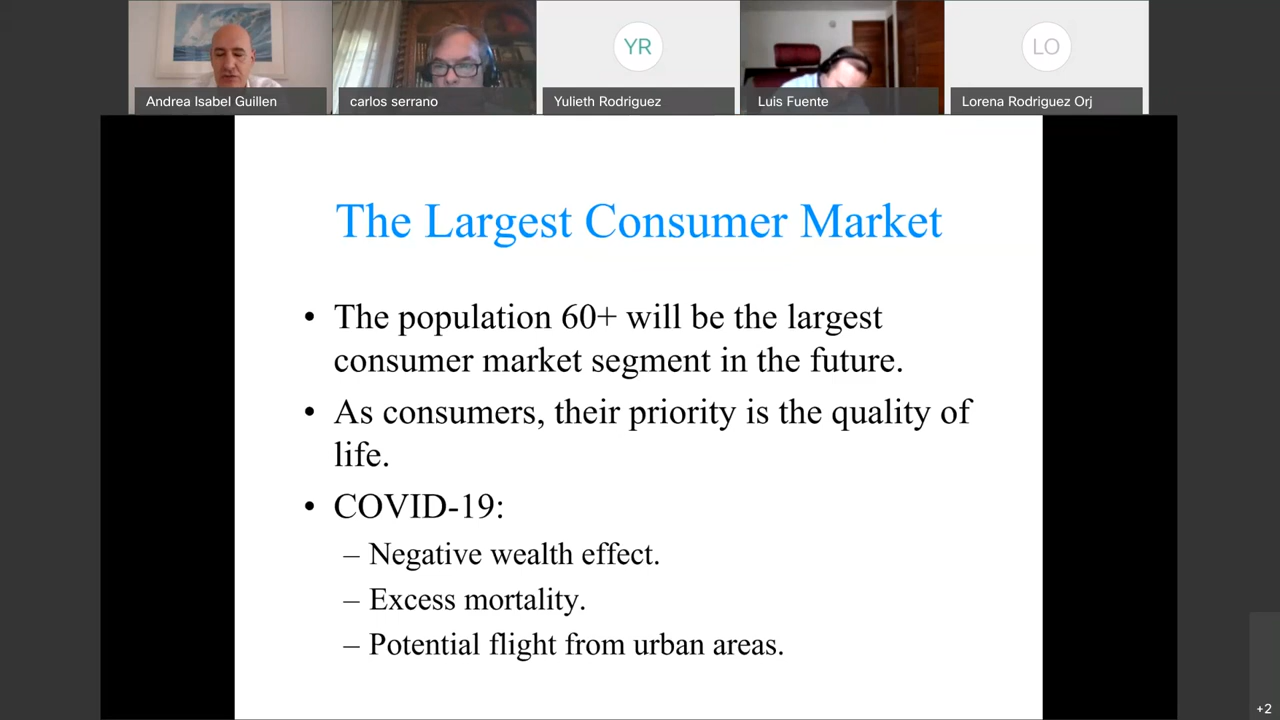 YR
LO
Andrea Isabel Guillen
carlos serrano
Yulieth Rodriguez
Luis Fuente
Lorena Rodriguez Orj
The Largest Consumer Market
• The population 60+ will be the largest
consumer market segment in the future.
• As consumers, their priority is the quality of
life.
• COVID-19:
– Negative wealth effect.
– Excess mortality.
– Potential flight from urban areas.
+2